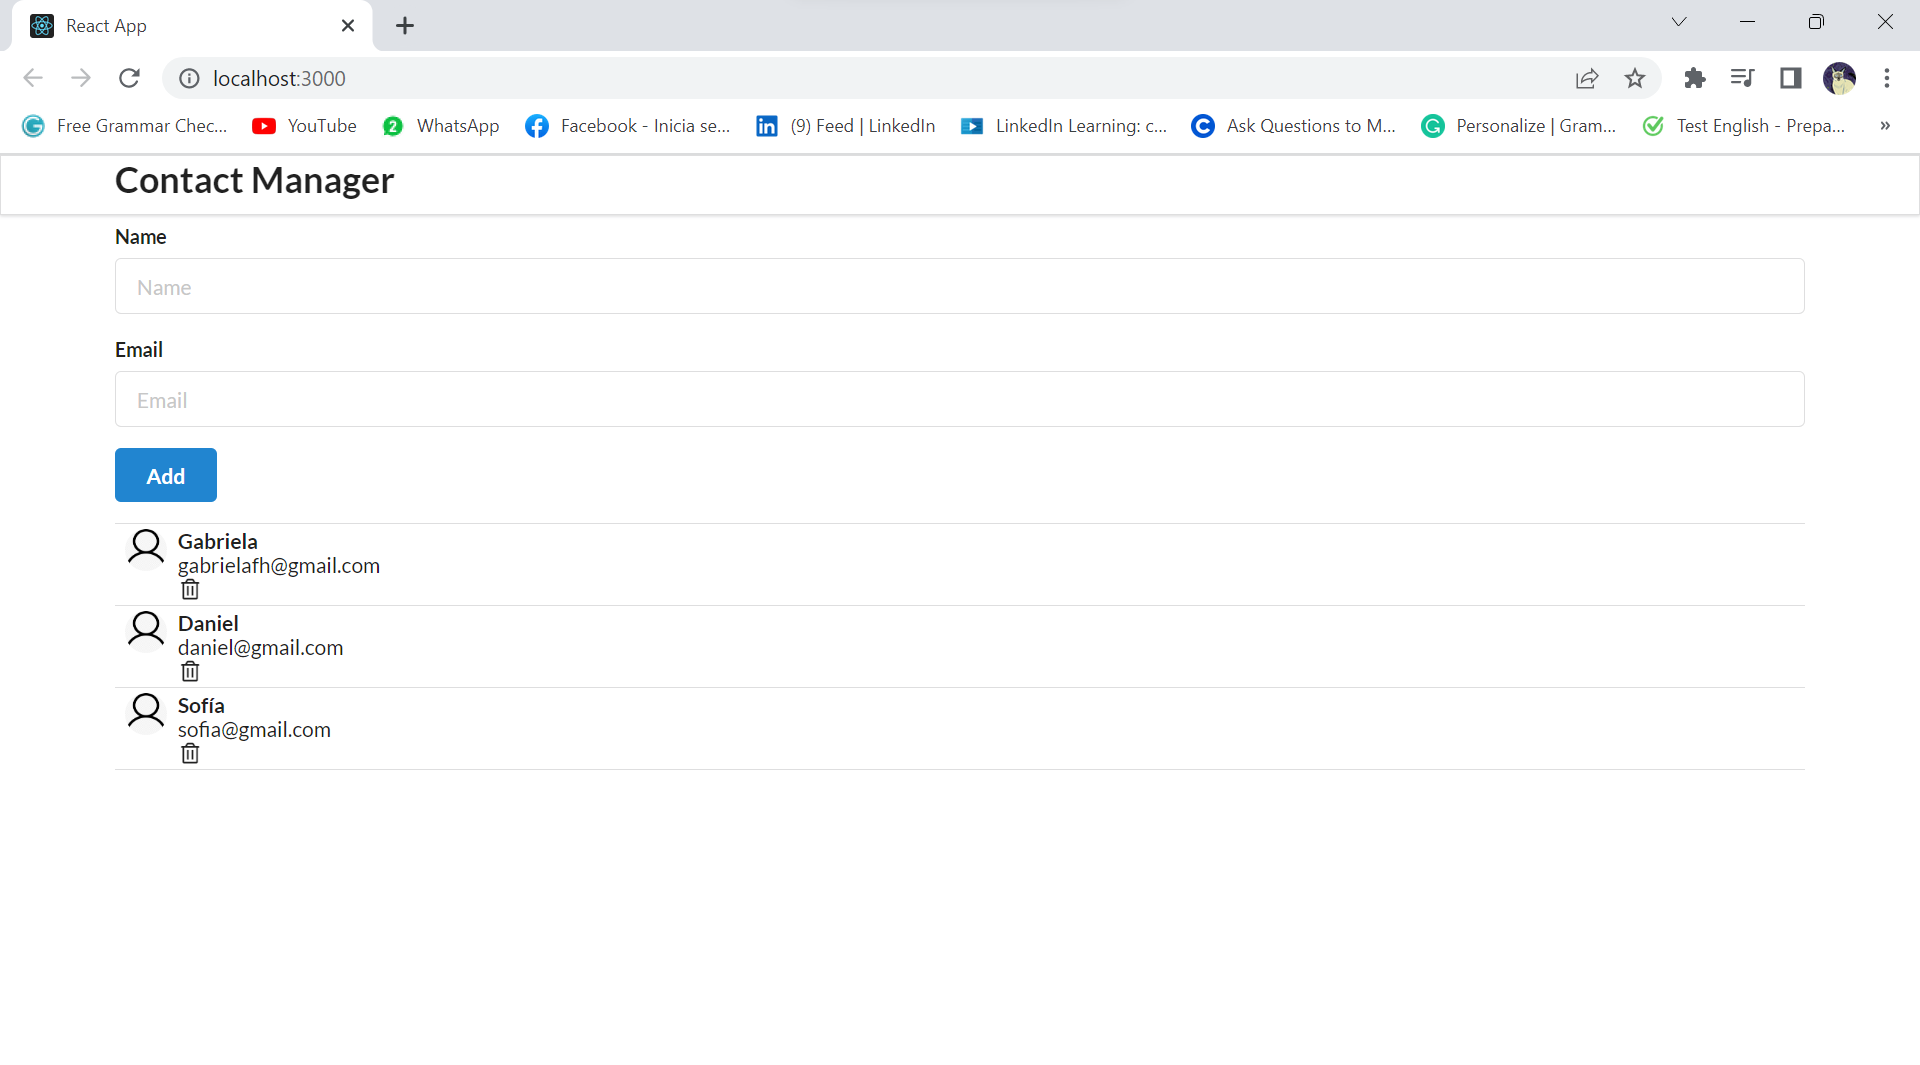 React App
localhost:3000
Free Grammar Chec... YouTube 2 WhatsApp Facebook - Inicia se... in (9) Feed | LinkedIn LinkedIn Learning: c... Ask Questions to M... Personalize | Gram... Test English - Prepa... »
Contact Manager
Name
Name
Email
Email
Add
Gabriela
gabrielafh@gmail.com
Daniel
daniel@gmail.com
Sofía
sofia@gmail.com